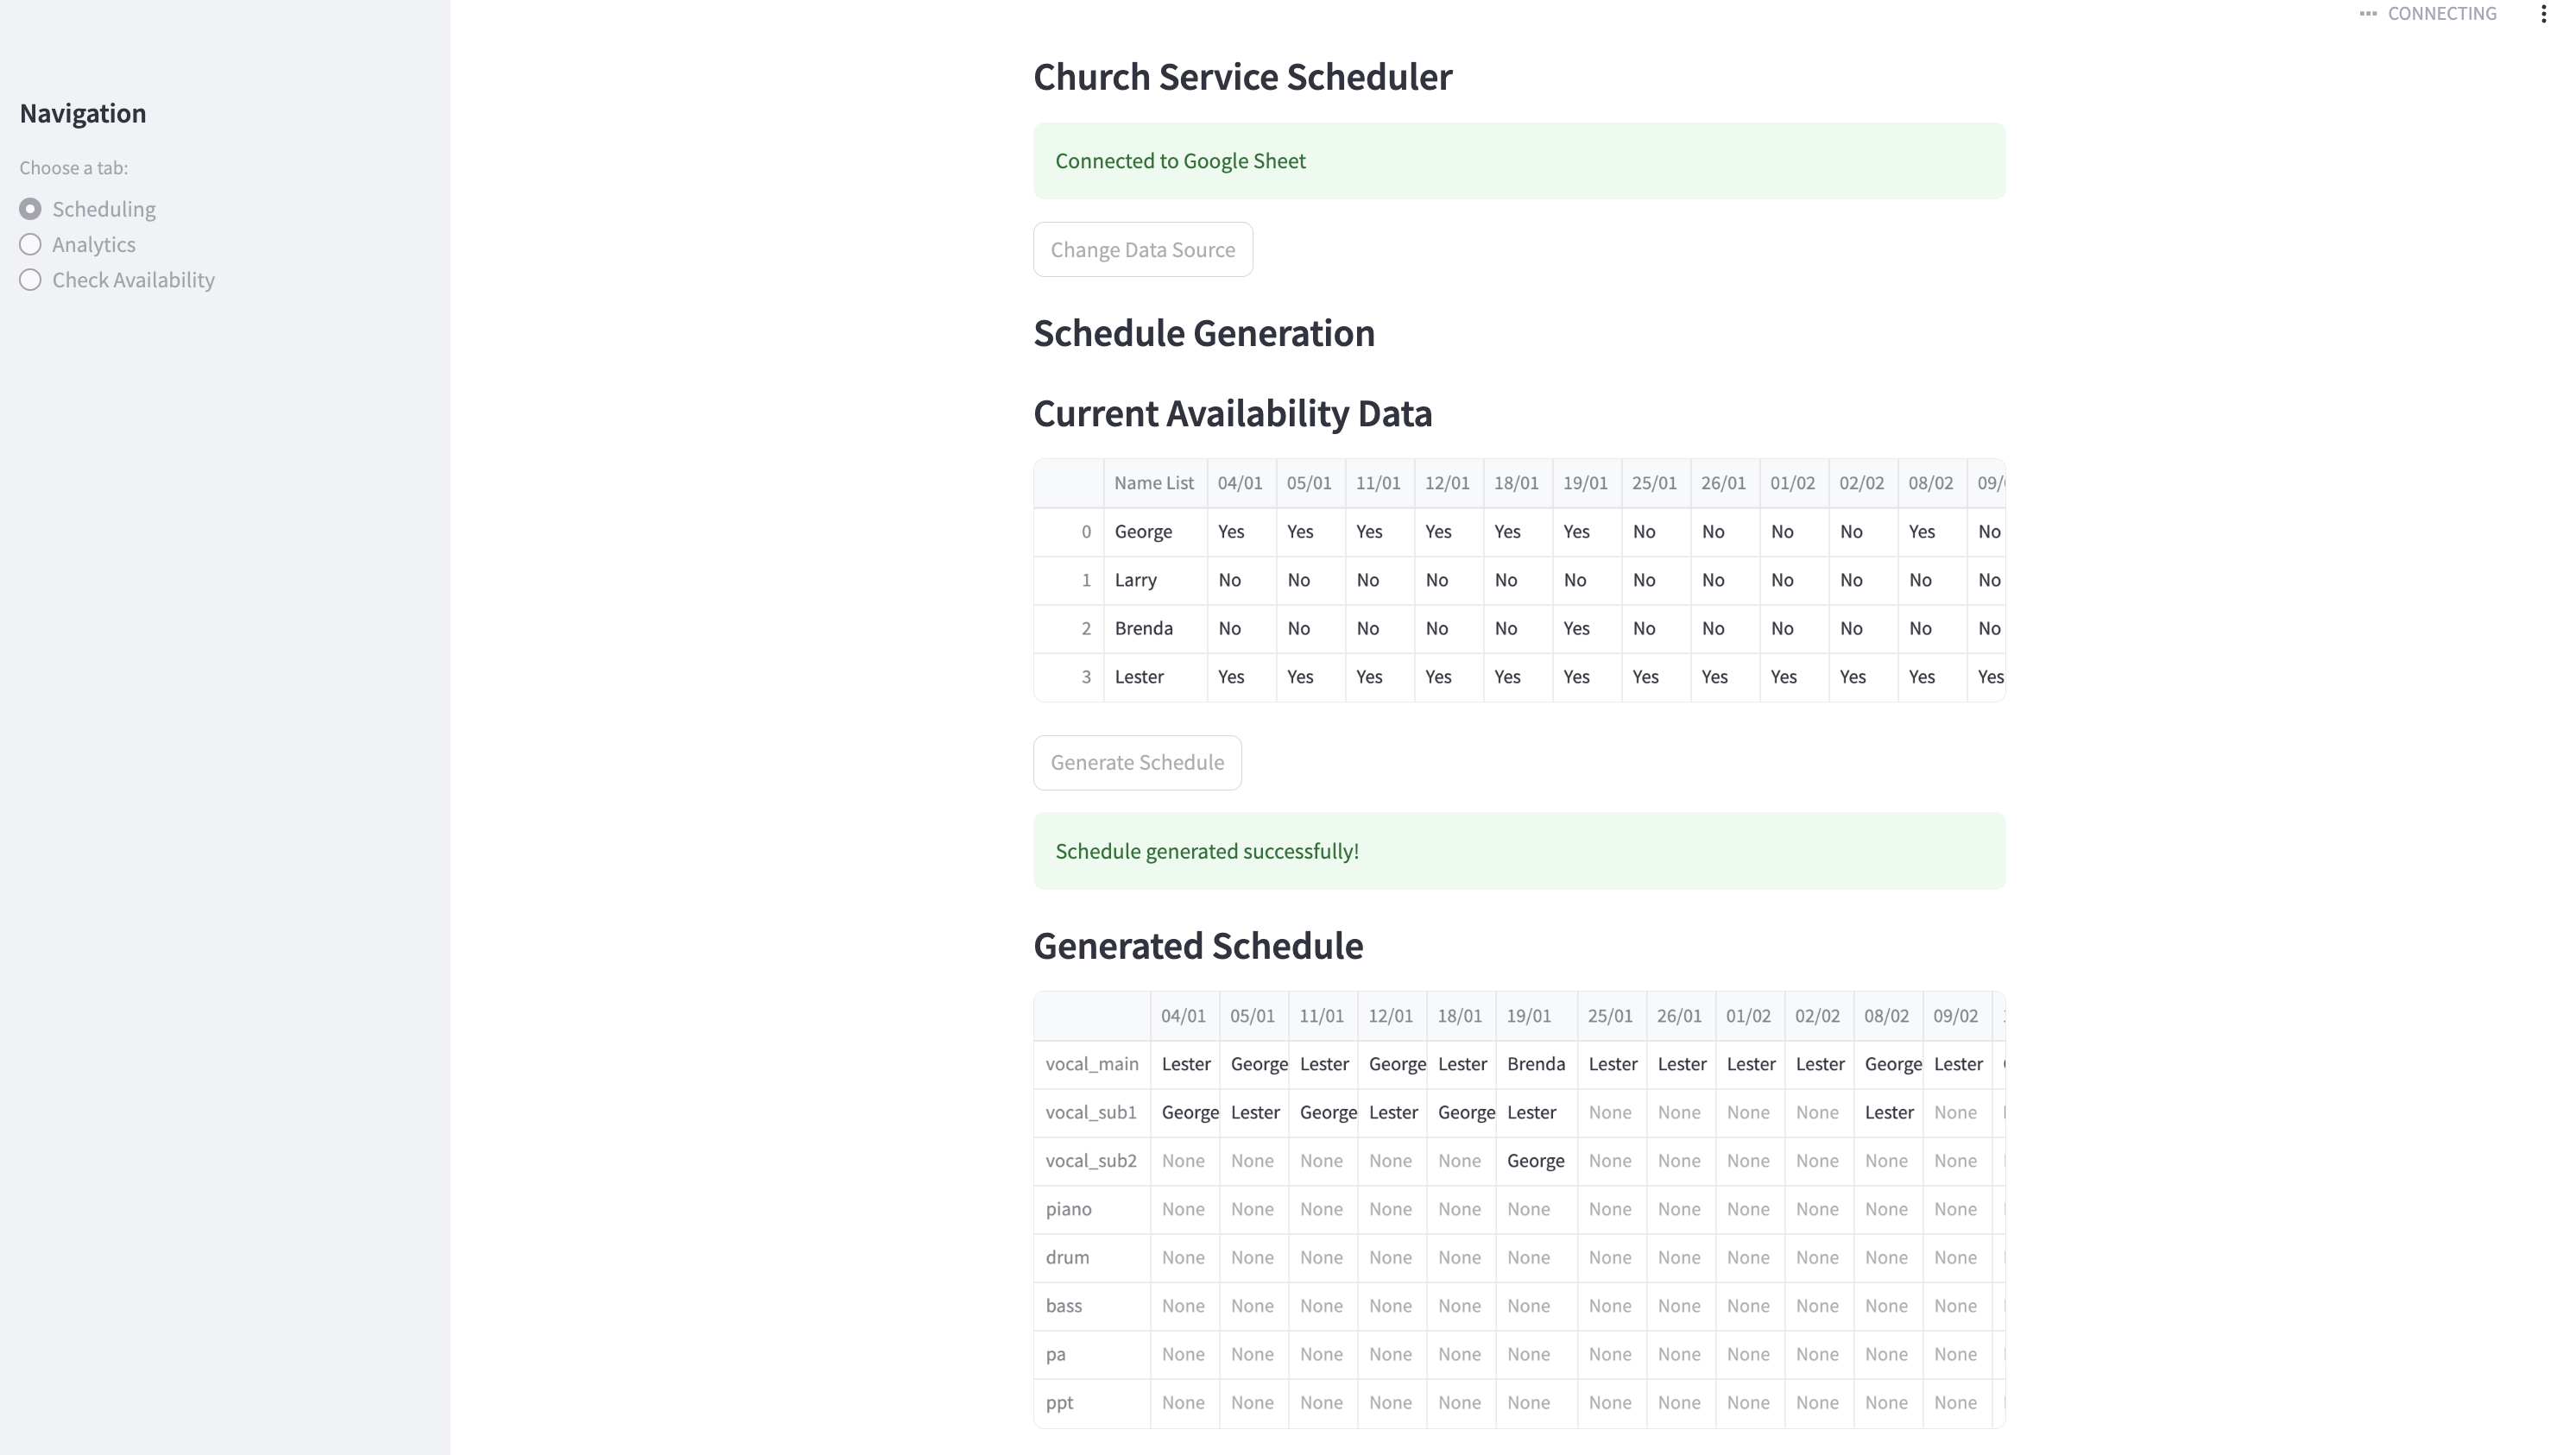 CONNECTING
Navigation
Choose a tab:
Scheduling
Analytics
Check Availability
Church Service Scheduler
Connected to Google Sheet
Change Data Source
Schedule Generation
Current Availability Data
Name List 04/01 05/01 11/01 12/01 18/01 19/01 25/01 26/01 01/02 02/02 08/02 09/
0 George Yes Yes Yes Yes Yes Yes No No No No Yes No
1 Larry No No No No No No No No No No No No
2 Brenda No No No No No Yes No No No No No No
3 Lester Yes Yes Yes Yes Yes Yes Yes Yes Yes Yes Yes Yes
Generate Schedule
Schedule generated successfully!
Generated Schedule
04/01 05/01 11/01 12/01 18/01 19/01 25/01 26/01 01/02 02/02 08/02 09/02
vocal_main Lester George Lester George Lester Brenda Lester Lester Lester Lester George Lester
vocal_sub1 George Lester George Lester George Lester None None None None Lester None
vocal_sub2 None None None None None George None None None None None None
piano None None None None None None None None None None None None
drum None None None None None None None None None None None None
bass None None None None None None None None None None None None
pa None None None None None None None None None None None None
ppt None None None None None None None None None None None None